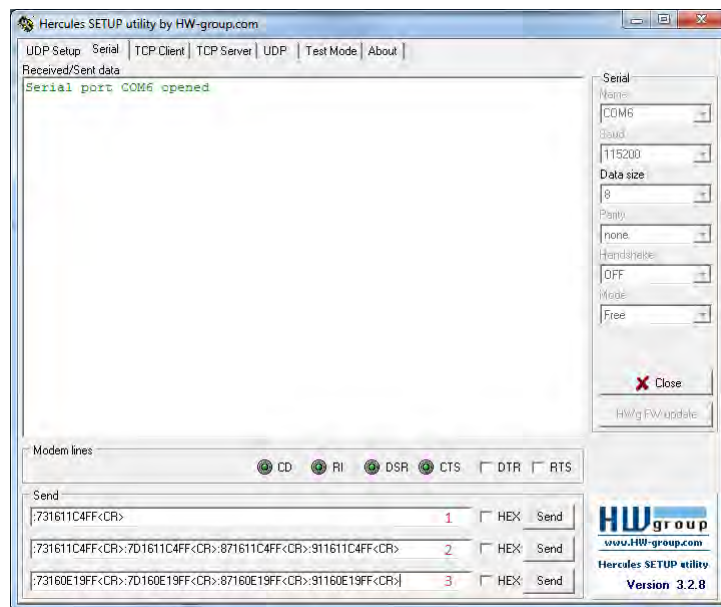 Hercules SETUP utility by HW-group.com
UDP Setup Serial TCP Client TCP Server UDP Test Mode About
Received/Sent data
Serial port COM6 opened
Serial
Name
COM6
Baud
115200
Data size
8
Parity
none
Handshake
OFF
Mode
Free
Close
HWg FW update
Modem lines
CD RI DSR CTS DTR RTS
Send
:731611C4FF<CR> 1 HEX Send
:731611C4FF<CR>:7D1611C4FF<CR>:871611C4FF<CR>:911611C4FF<CR> 2 HEX Send
:73160E19FF<CR>:7D160E19FF<CR>:87160E19FF<CR>:91160E19FF<CR> 3 HEX Send
HW group
www.HW-group.com
Hercules SETUP utility
Version 3.2.8